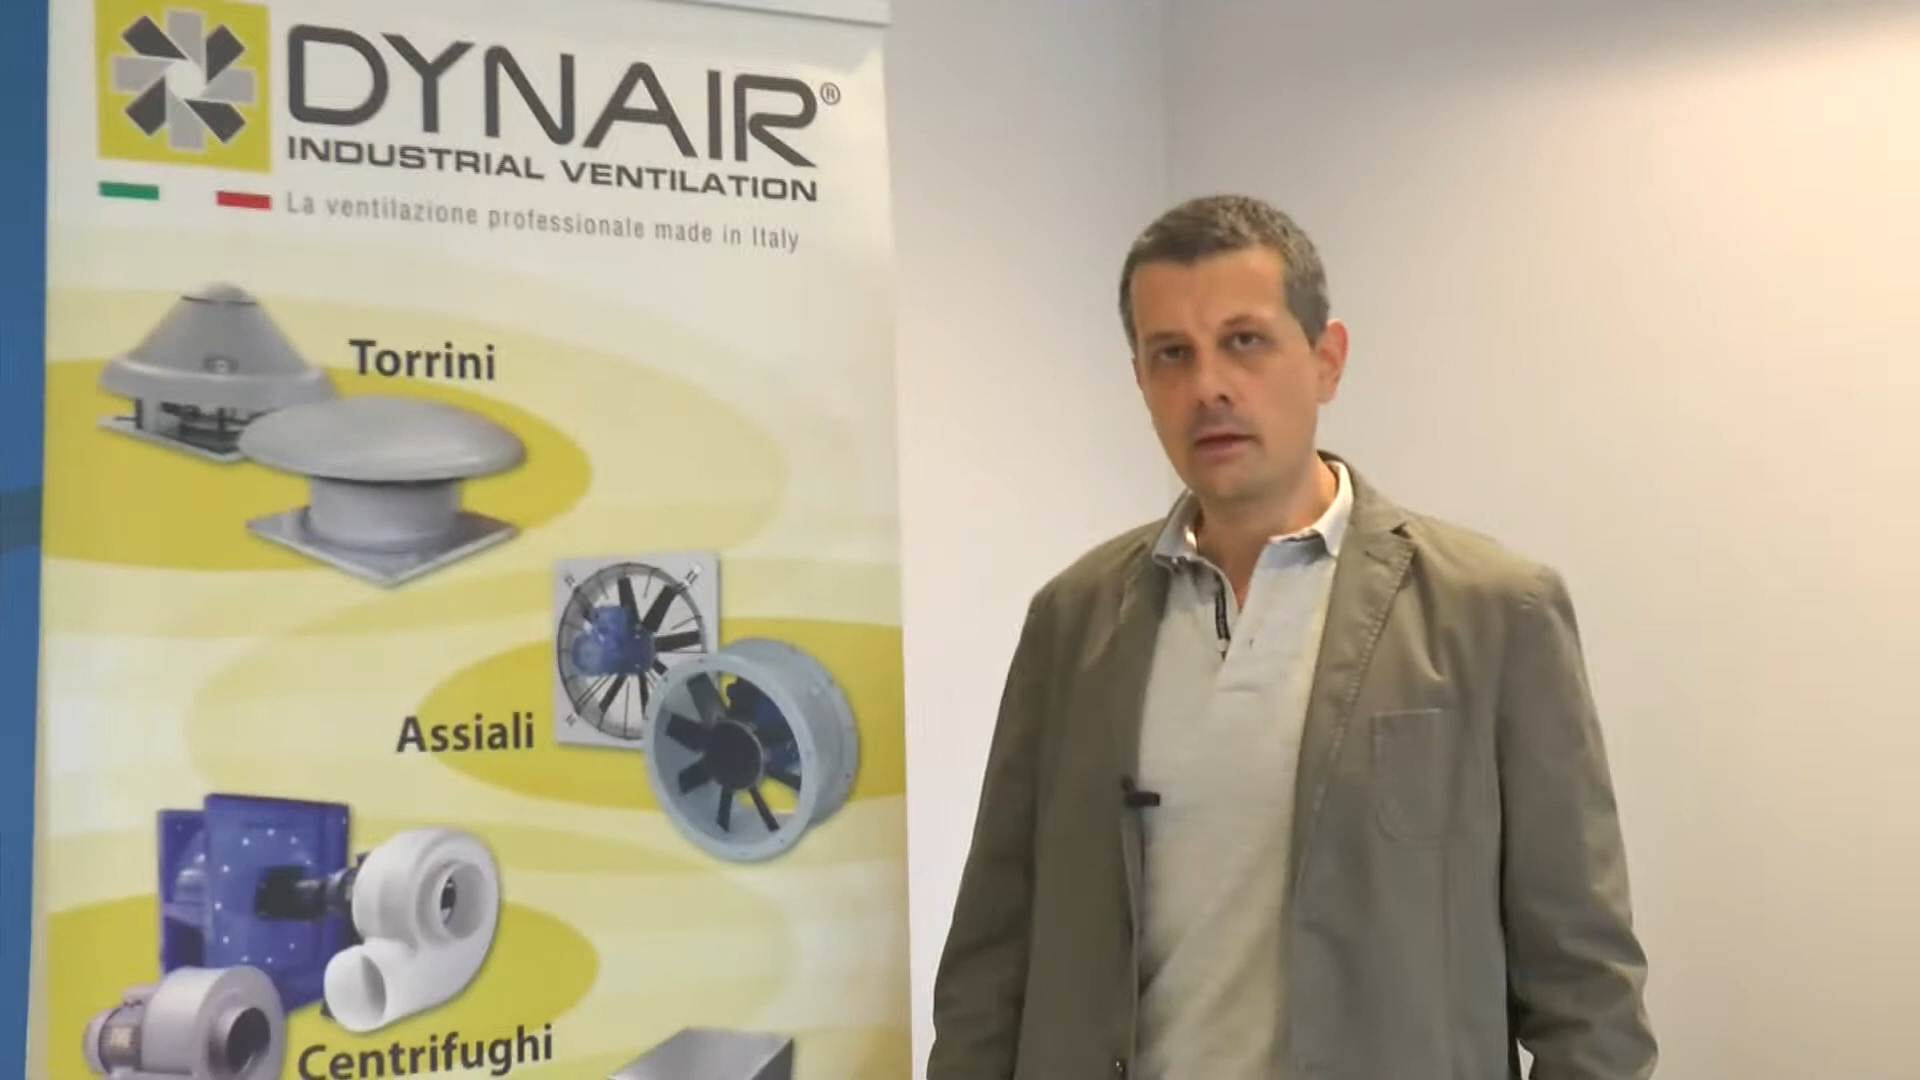 DYNAIR®
INDUSTRIAL VENTILATION
La ventilazione professionale made in Italy
Torrini
Assiali
Centrifughi